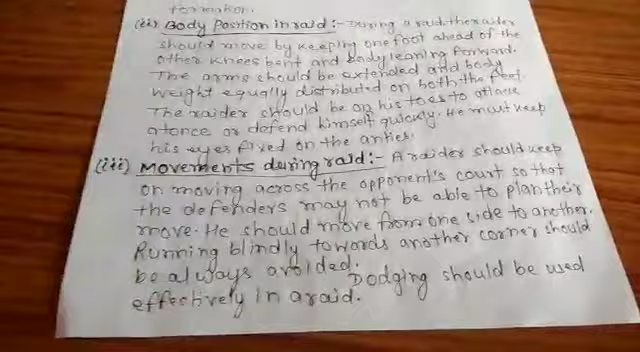 formation.
(ii) Body Position in raid :- During a raid the raider
should move by keeping one foot ahead of the
other knees bent and body leaning forward.
The arms should be extended and body
weight equally distributed on both the feet.
The raider should be on his toes to attack
atonce or defend himself quickly. He must keep
his eyes fixed on the anties.
(iii) Movements during raid :- A raider should keep
on moving across the opponent's court so that
the defenders may not be able to plan their
move. He should move from one side to another.
Running blindly towards another corner should
be always avoided.
Dodging should be used
effectively in a raid.